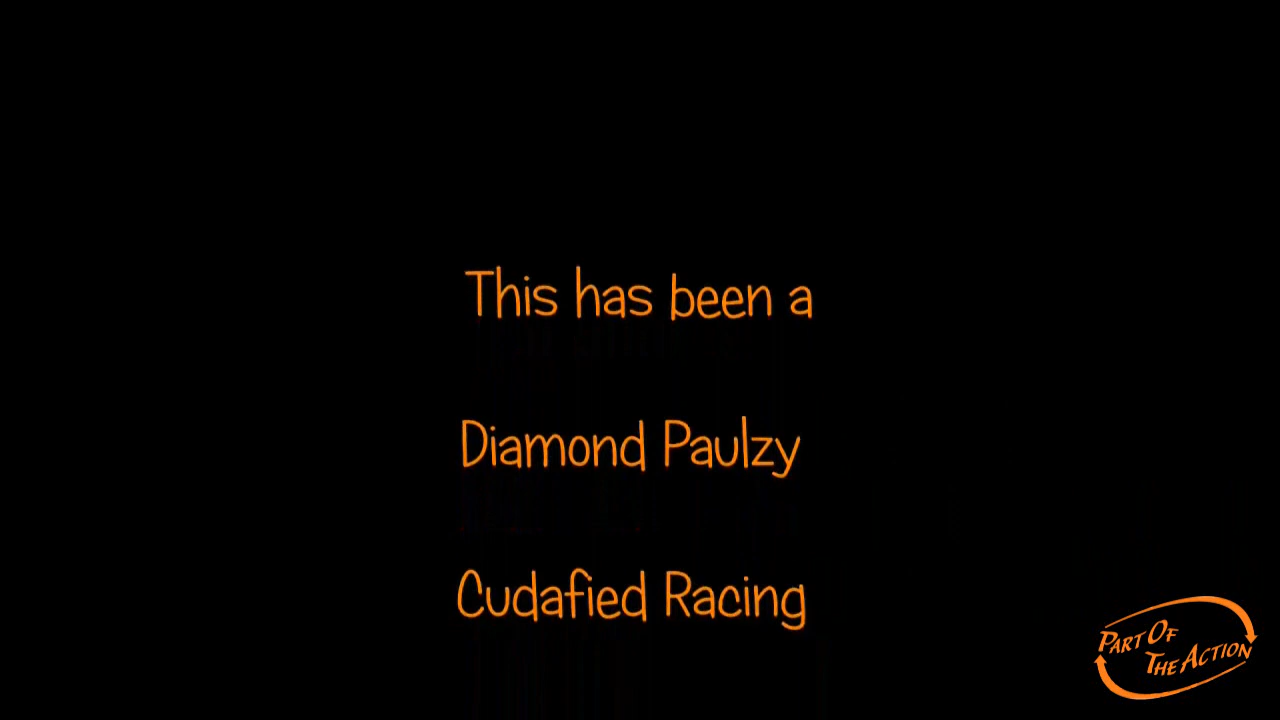 This has been a
Diamond Paulzy
Cudafied Racing
PART OF
THE ACTION